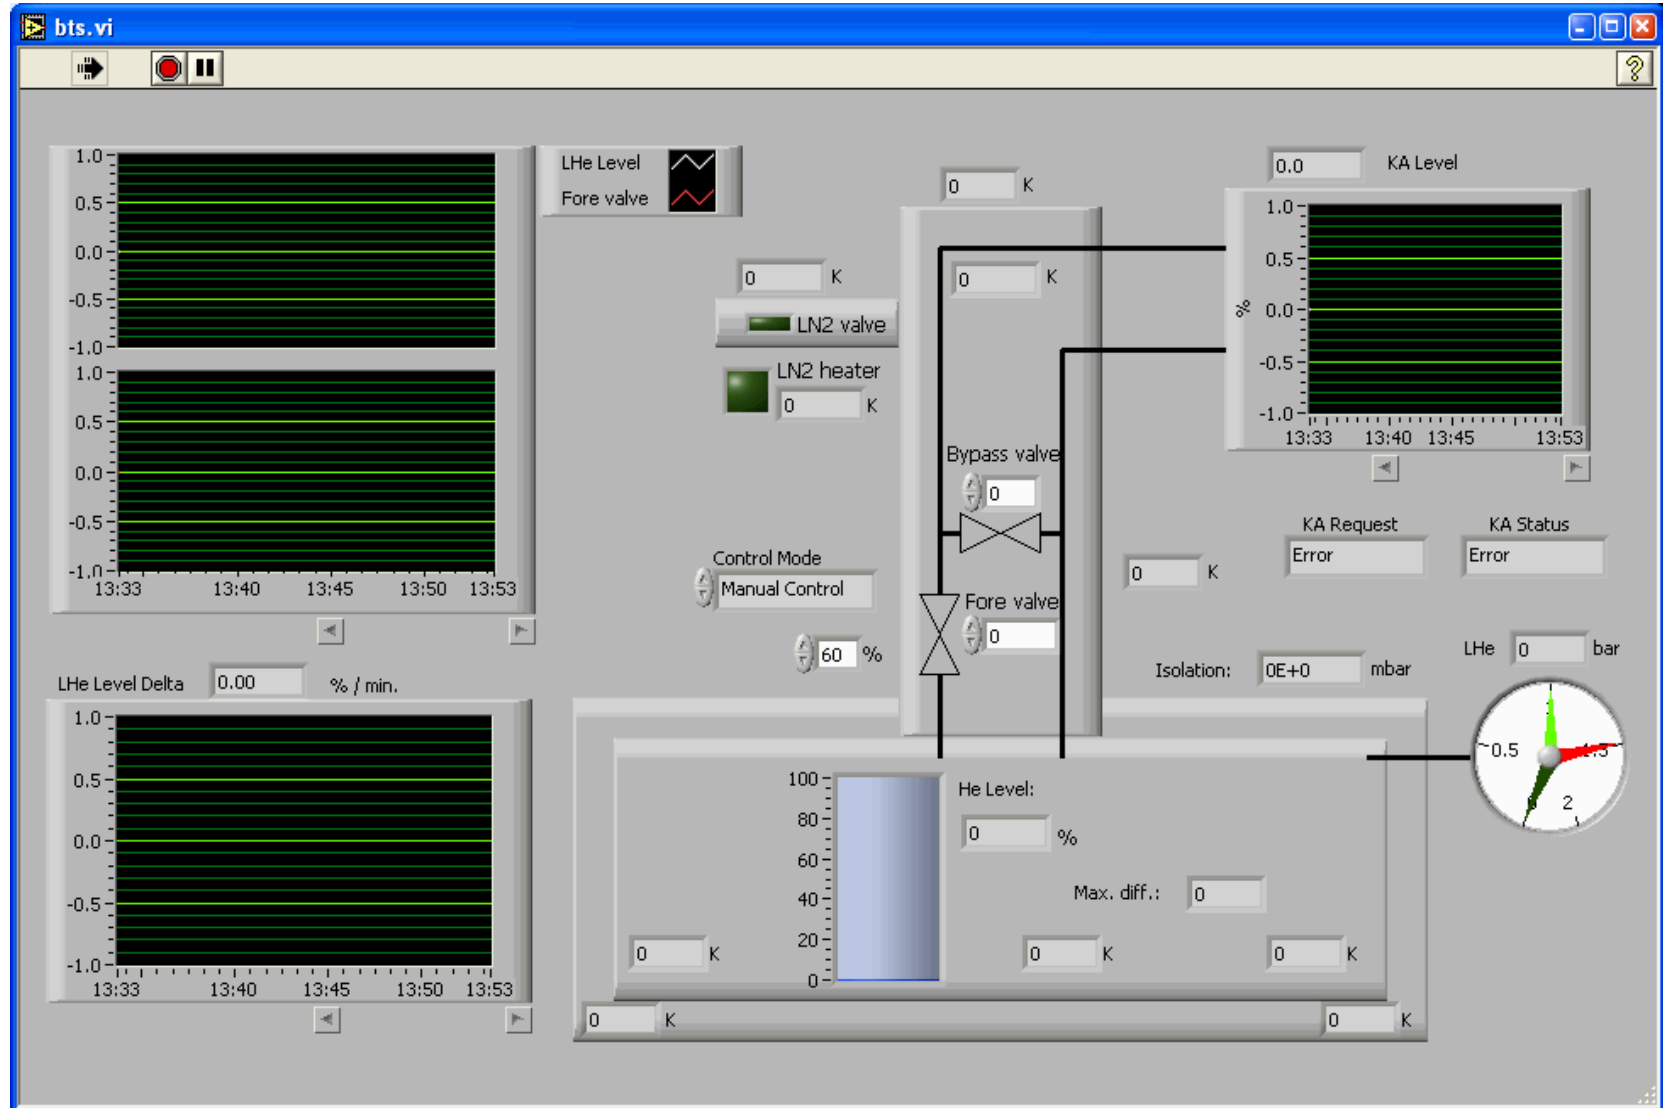 bts.vi
LHe Level
Fore valve
1.0
0.5
0.0
-0.5
-1.0
1.0
0.5
0.0
-0.5
-1.0
13:33 13:40 13:45 13:50 13:53
LHe Level Delta 0.00 % / min.
1.0
0.5
0.0
-0.5
-1.0
13:33 13:40 13:45 13:50 13:53
0 K
0 K
0 K
LN2 valve
LN2 heater
0 K
Bypass valve
0
Control Mode
Manual Control
Fore valve
0
60 %
0.0 KA Level
%
1.0
0.5
0.0
-0.5
-1.0
13:33 13:40 13:45 13:53
KA Request KA Status
Error Error
0 K
LHe 0 bar
Isolation: 0E+0 mbar
0 0.5 1 1.5 2
100
80
60
40
20
0
He Level:
0 %
Max. diff.: 0
0 K 0 K 0 K
0 K 0 K